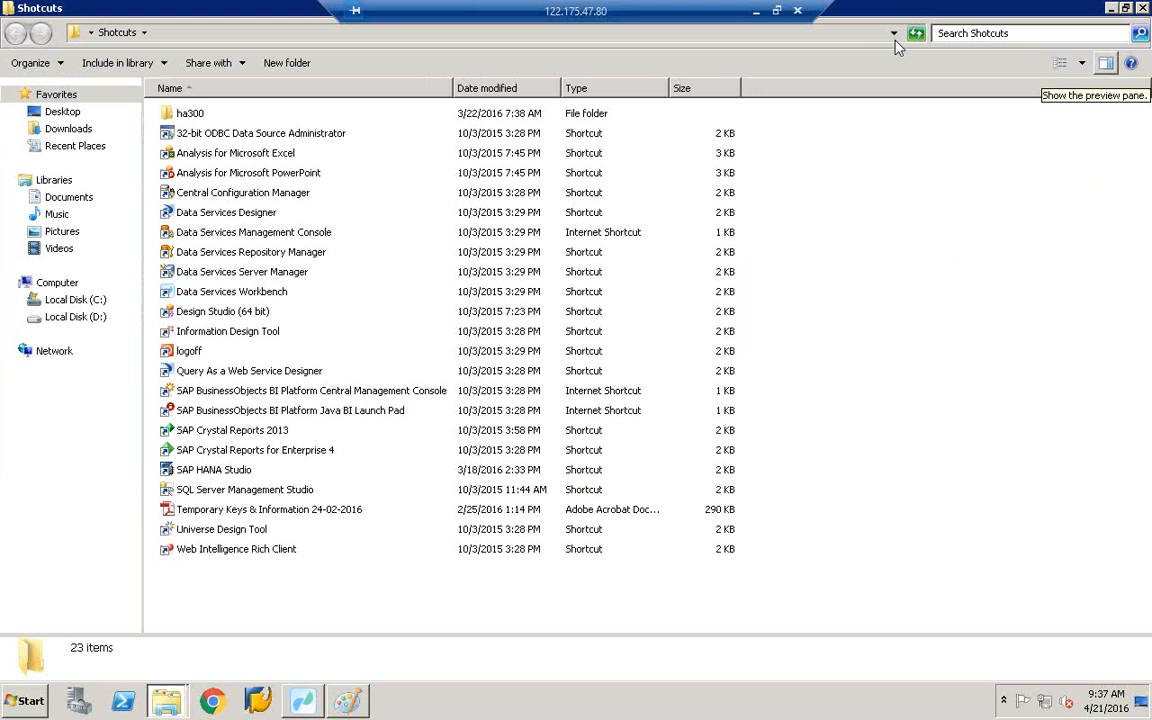 Shotcuts
122.175.47.80
Shotcuts
Search Shotcuts
Organize
Include in library
Share with
New folder
Show the preview pane.
Name
Date modified
Type
Size
Favorites
Desktop
Downloads
Recent Places
Libraries
Documents
Music
Pictures
Videos
Computer
Local Disk (C:)
Local Disk (D:)
Network
ha300 3/22/2016 7:38 AM File folder
32-bit ODBC Data Source Administrator 10/3/2015 3:28 PM Shortcut 2 KB
Analysis for Microsoft Excel 10/3/2015 7:45 PM Shortcut 3 KB
Analysis for Microsoft PowerPoint 10/3/2015 7:45 PM Shortcut 3 KB
Central Configuration Manager 10/3/2015 3:28 PM Shortcut 2 KB
Data Services Designer 10/3/2015 3:29 PM Shortcut 2 KB
Data Services Management Console 10/3/2015 3:29 PM Internet Shortcut 1 KB
Data Services Repository Manager 10/3/2015 3:29 PM Shortcut 2 KB
Data Services Server Manager 10/3/2015 3:29 PM Shortcut 2 KB
Data Services Workbench 10/3/2015 3:29 PM Shortcut 2 KB
Design Studio (64 bit) 10/3/2015 7:23 PM Shortcut 2 KB
Information Design Tool 10/3/2015 3:28 PM Shortcut 2 KB
logoff 10/3/2015 3:29 PM Shortcut 2 KB
Query As a Web Service Designer 10/3/2015 3:28 PM Shortcut 2 KB
SAP BusinessObjects BI Platform Central Management Console 10/3/2015 3:28 PM Internet Shortcut 1 KB
SAP BusinessObjects BI Platform Java BI Launch Pad 10/3/2015 3:28 PM Internet Shortcut 1 KB
SAP Crystal Reports 2013 10/3/2015 3:58 PM Shortcut 2 KB
SAP Crystal Reports for Enterprise 4 10/3/2015 3:28 PM Shortcut 2 KB
SAP HANA Studio 3/18/2016 2:33 PM Shortcut 2 KB
SQL Server Management Studio 10/3/2015 11:44 AM Shortcut 2 KB
Temporary Keys & Information 24-02-2016 2/25/2016 1:14 PM Adobe Acrobat Doc... 290 KB
Universe Design Tool 10/3/2015 3:28 PM Shortcut 2 KB
Web Intelligence Rich Client 10/3/2015 3:28 PM Shortcut 2 KB
23 items
Start
9:37 AM
4/21/2016